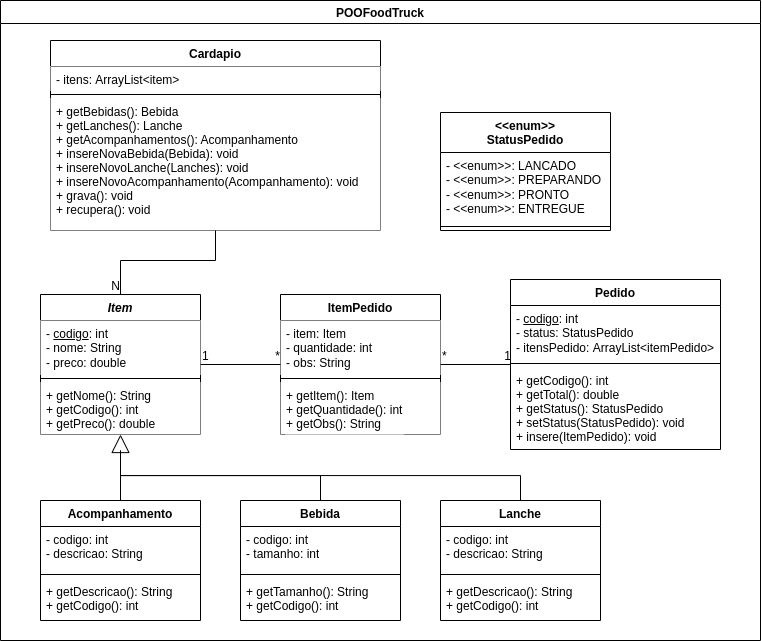 POOFoodTruck
Cardapio
- itens: ArrayList<item>
+ getBebidas(): Bebida
+ getLanches(): Lanche
+ getAcompanhamentos(): Acompanhamento
+ insereNovaBebida(Bebida): void
+ insereNovoLanche(Lanches): void
+ insereNovoAcompanhamento(Acompanhamento): void
+ grava(): void
+ recupera(): void
<<enum>>
StatusPedido
- <<enum>>: LANCADO
- <<enum>>: PREPARANDO
- <<enum>>: PRONTO
- <<enum>>: ENTREGUE
N
Item
- codigo: int
- nome: String
- preco: double
+ getNome(): String
+ getCodigo(): int
+ getPreco(): double
1
*
ItemPedido
- item: Item
- quantidade: int
- obs: String
+ getItem(): Item
+ getQuantidade(): int
+ getObs(): String
*
1
Pedido
- codigo: int
- status: StatusPedido
- itensPedido: ArrayList<itemPedido>
+ getCodigo(): int
+ getTotal(): double
+ getStatus(): StatusPedido
+ setStatus(StatusPedido): void
+ insere(ItemPedido): void
Acompanhamento
- codigo: int
- descricao: String
+ getDescricao(): String
+ getCodigo(): int
Bebida
- codigo: int
- tamanho: int
+ getTamanho(): String
+ getCodigo(): int
Lanche
- codigo: int
- descricao: String
+ getDescricao(): String
+ getCodigo(): int